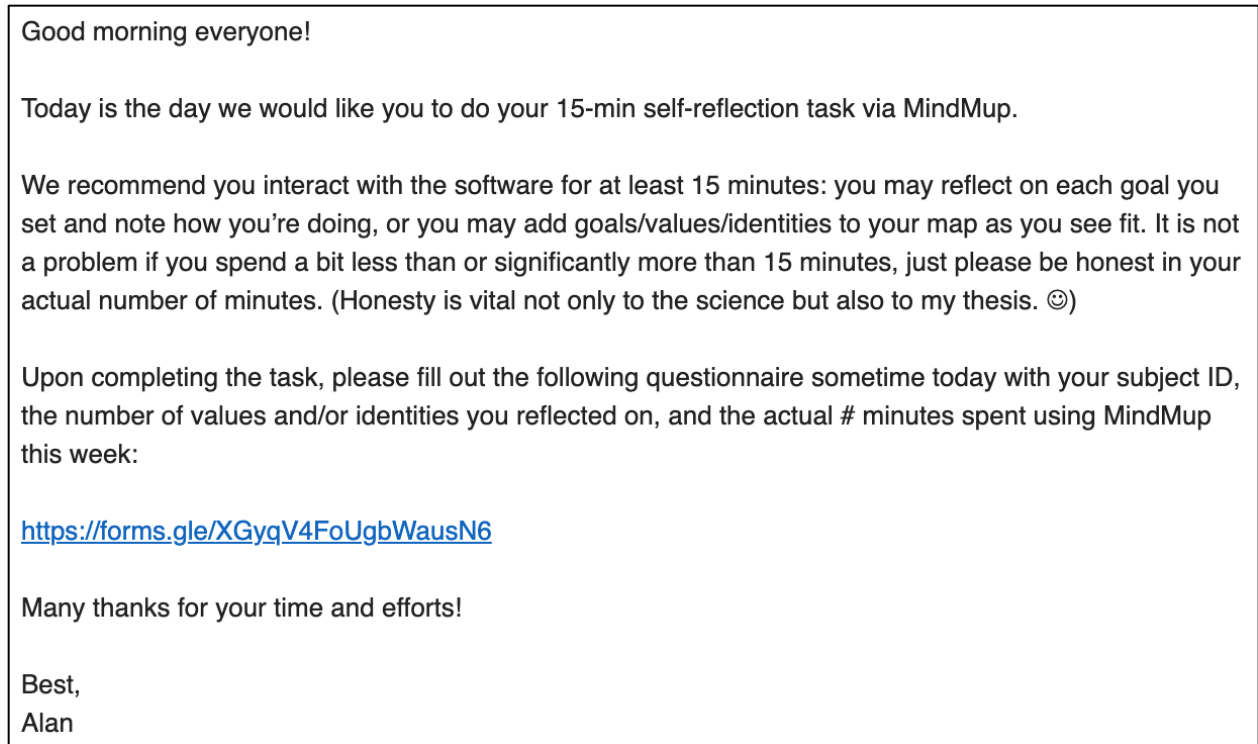 Good morning everyone!
Today is the day we would like you to do your 15-min self-reflection task via MindMup.
We recommend you interact with the software for at least 15 minutes: you may reflect on each goal you
set and note how you’re doing, or you may add goals/values/identities to your map as you see fit. It is not
a problem if you spend a bit less than or significantly more than 15 minutes, just please be honest in your
actual number of minutes. (Honesty is vital not only to the science but also to my thesis. ☺)
Upon completing the task, please fill out the following questionnaire sometime today with your subject ID,
the number of values and/or identities you reflected on, and the actual # minutes spent using MindMup
this week:
https://forms.gle/XGyqV4FoUgbWausN6
Many thanks for your time and efforts!
Best,
Alan